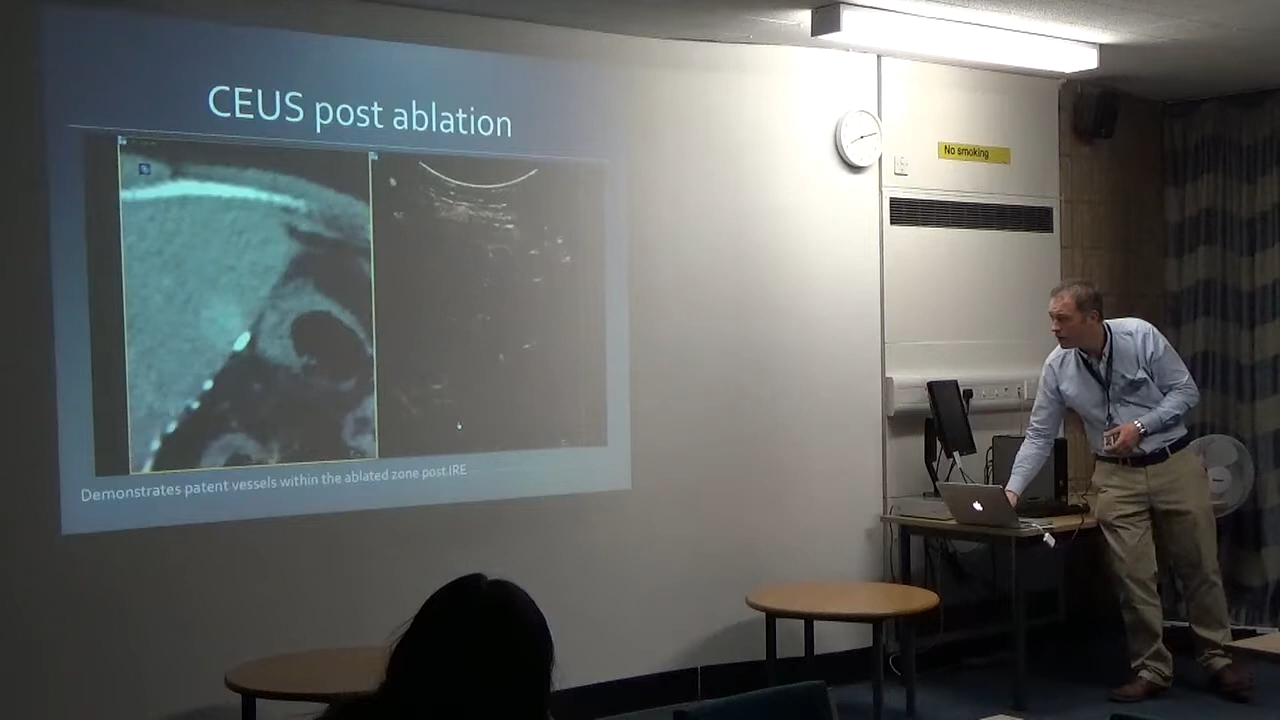 CEUS post ablation
No smoking
Demonstrates patent vessels within the ablated zone post IRE